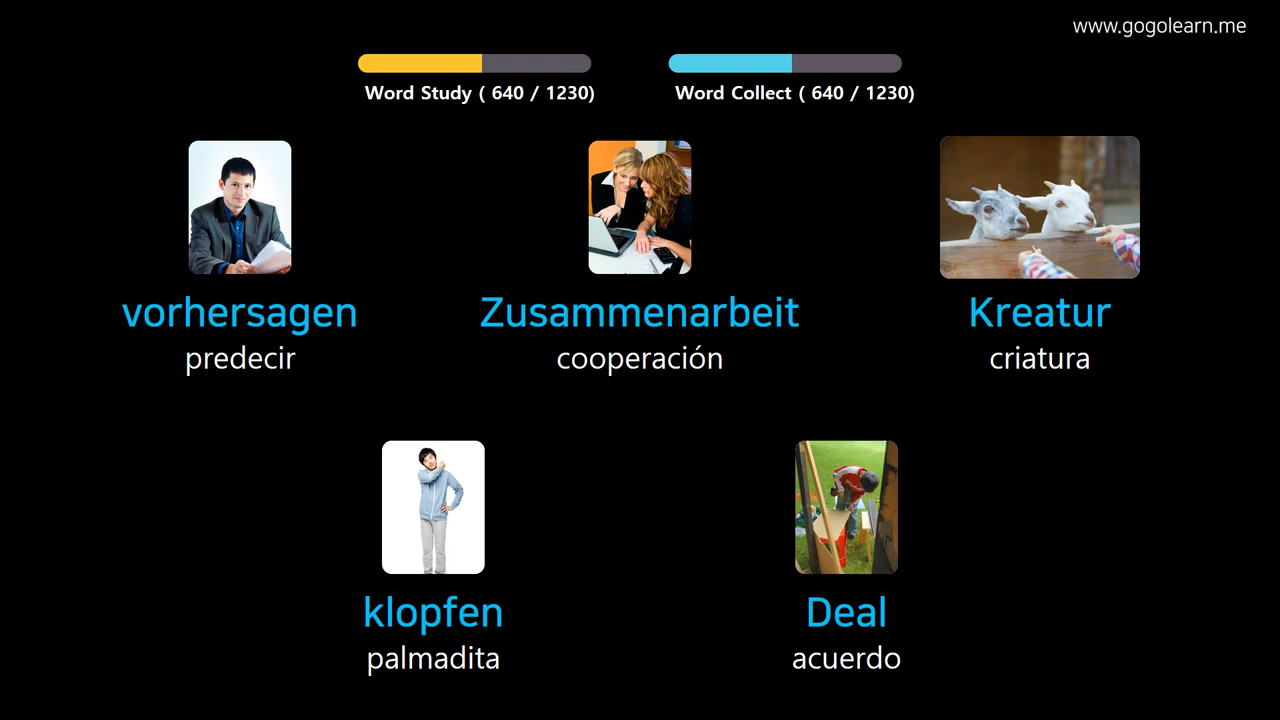 www.gogolearn.me
Word Study ( 640 / 1230)
Word Collect ( 640 / 1230)
vorhersagen
predecir
Zusammenarbeit
cooperación
Kreatur
criatura
klopfen
palmadita
Deal
acuerdo